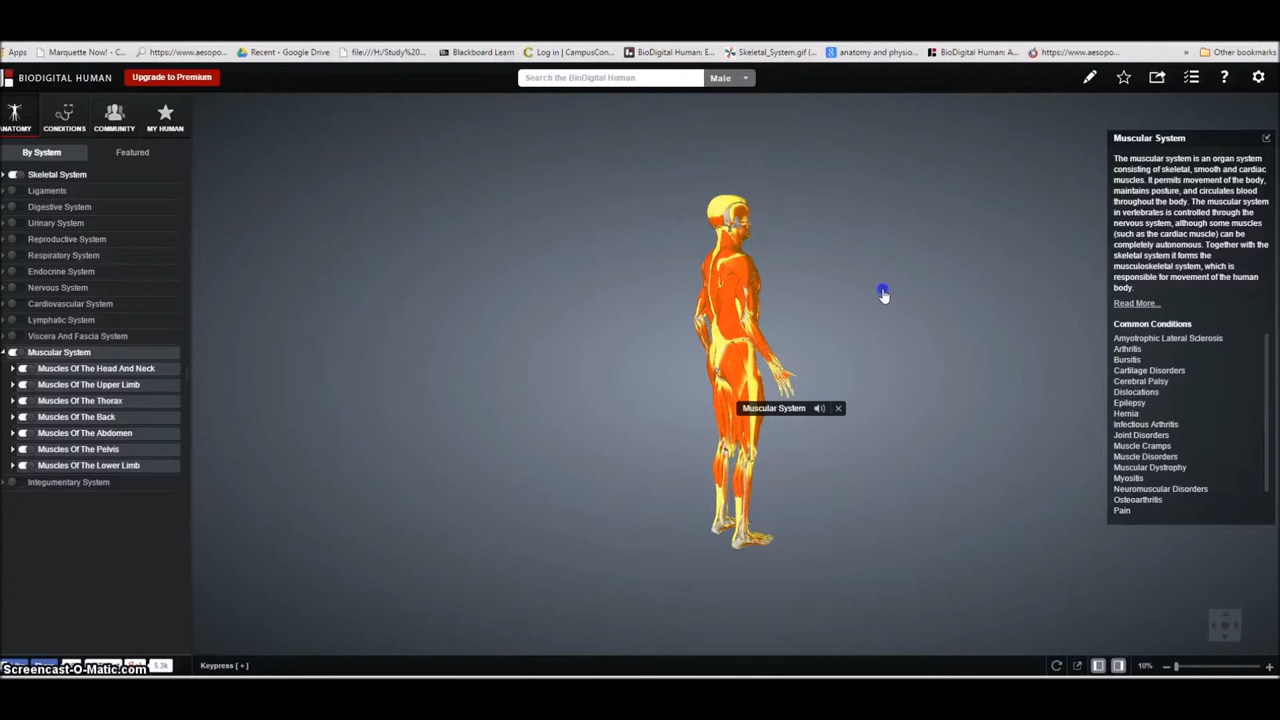 Apps Marquette Now! - C... https://www.aesopo... Recent - Google Drive file:///H:/Study%20... Blackboard Learn Log in | CampusCon... BioDigital Human: E... Skeletal_System.gif (... anatomy and physio... BioDigital Human: A... https://www.aesopo... » Other bookmarks
BIODIGITAL HUMAN Upgrade to Premium Search the BioDigital Human Male
ANATOMY CONDITIONS COMMUNITY MY HUMAN
By System Featured
Skeletal System
Ligaments
Digestive System
Urinary System
Reproductive System
Respiratory System
Endocrine System
Nervous System
Cardiovascular System
Lymphatic System
Viscera And Fascia System
Muscular System
Muscles Of The Head And Neck
Muscles Of The Upper Limb
Muscles Of The Thorax
Muscles Of The Back
Muscles Of The Abdomen
Muscles Of The Pelvis
Muscles Of The Lower Limb
Integumentary System
Muscular System
Muscular System
The muscular system is an organ system
consisting of skeletal, smooth and cardiac
muscles. It permits movement of the body,
maintains posture, and circulates blood
throughout the body. The muscular system
in vertebrates is controlled through the
nervous system, although some muscles
(such as the cardiac muscle) can be
completely autonomous. Together with the
skeletal system it forms the
musculoskeletal system, which is
responsible for movement of the human
body.
Read More...
Common Conditions
Amyotrophic Lateral Sclerosis
Arthritis
Bursitis
Cartilage Disorders
Cerebral Palsy
Dislocations
Epilepsy
Hernia
Infectious Arthritis
Joint Disorders
Muscle Cramps
Muscle Disorders
Muscular Dystrophy
Myositis
Neuromuscular Disorders
Osteoarthritis
Pain
5.3k Keypress [ + ] 10%
Screencast-O-Matic.com